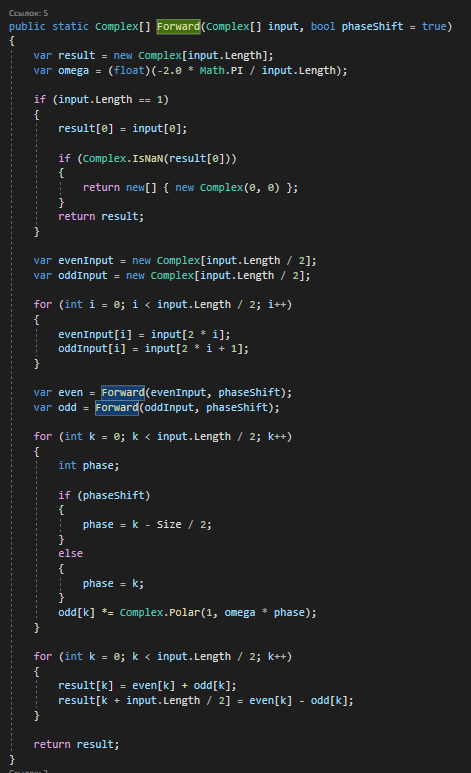 Ссылок: 5
public static Complex[] Forward(Complex[] input, bool phaseShift = true)
{
var result = new Complex[input.Length];
var omega = (float)(-2.0 * Math.PI / input.Length);
if (input.Length == 1)
{
result[0] = input[0];
if (Complex.IsNaN(result[0]))
{
return new[] { new Complex(0, 0) };
}
return result;
}
var evenInput = new Complex[input.Length / 2];
var oddInput = new Complex[input.Length / 2];
for (int i = 0; i < input.Length / 2; i++)
{
evenInput[i] = input[2 * i];
oddInput[i] = input[2 * i + 1];
}
var even = Forward(evenInput, phaseShift);
var odd = Forward(oddInput, phaseShift);
for (int k = 0; k < input.Length / 2; k++)
{
int phase;
if (phaseShift)
{
phase = k - Size / 2;
}
else
{
phase = k;
}
odd[k] *= Complex.Polar(1, omega * phase);
}
for (int k = 0; k < input.Length / 2; k++)
{
result[k] = even[k] + odd[k];
result[k + input.Length / 2] = even[k] - odd[k];
}
return result;
}